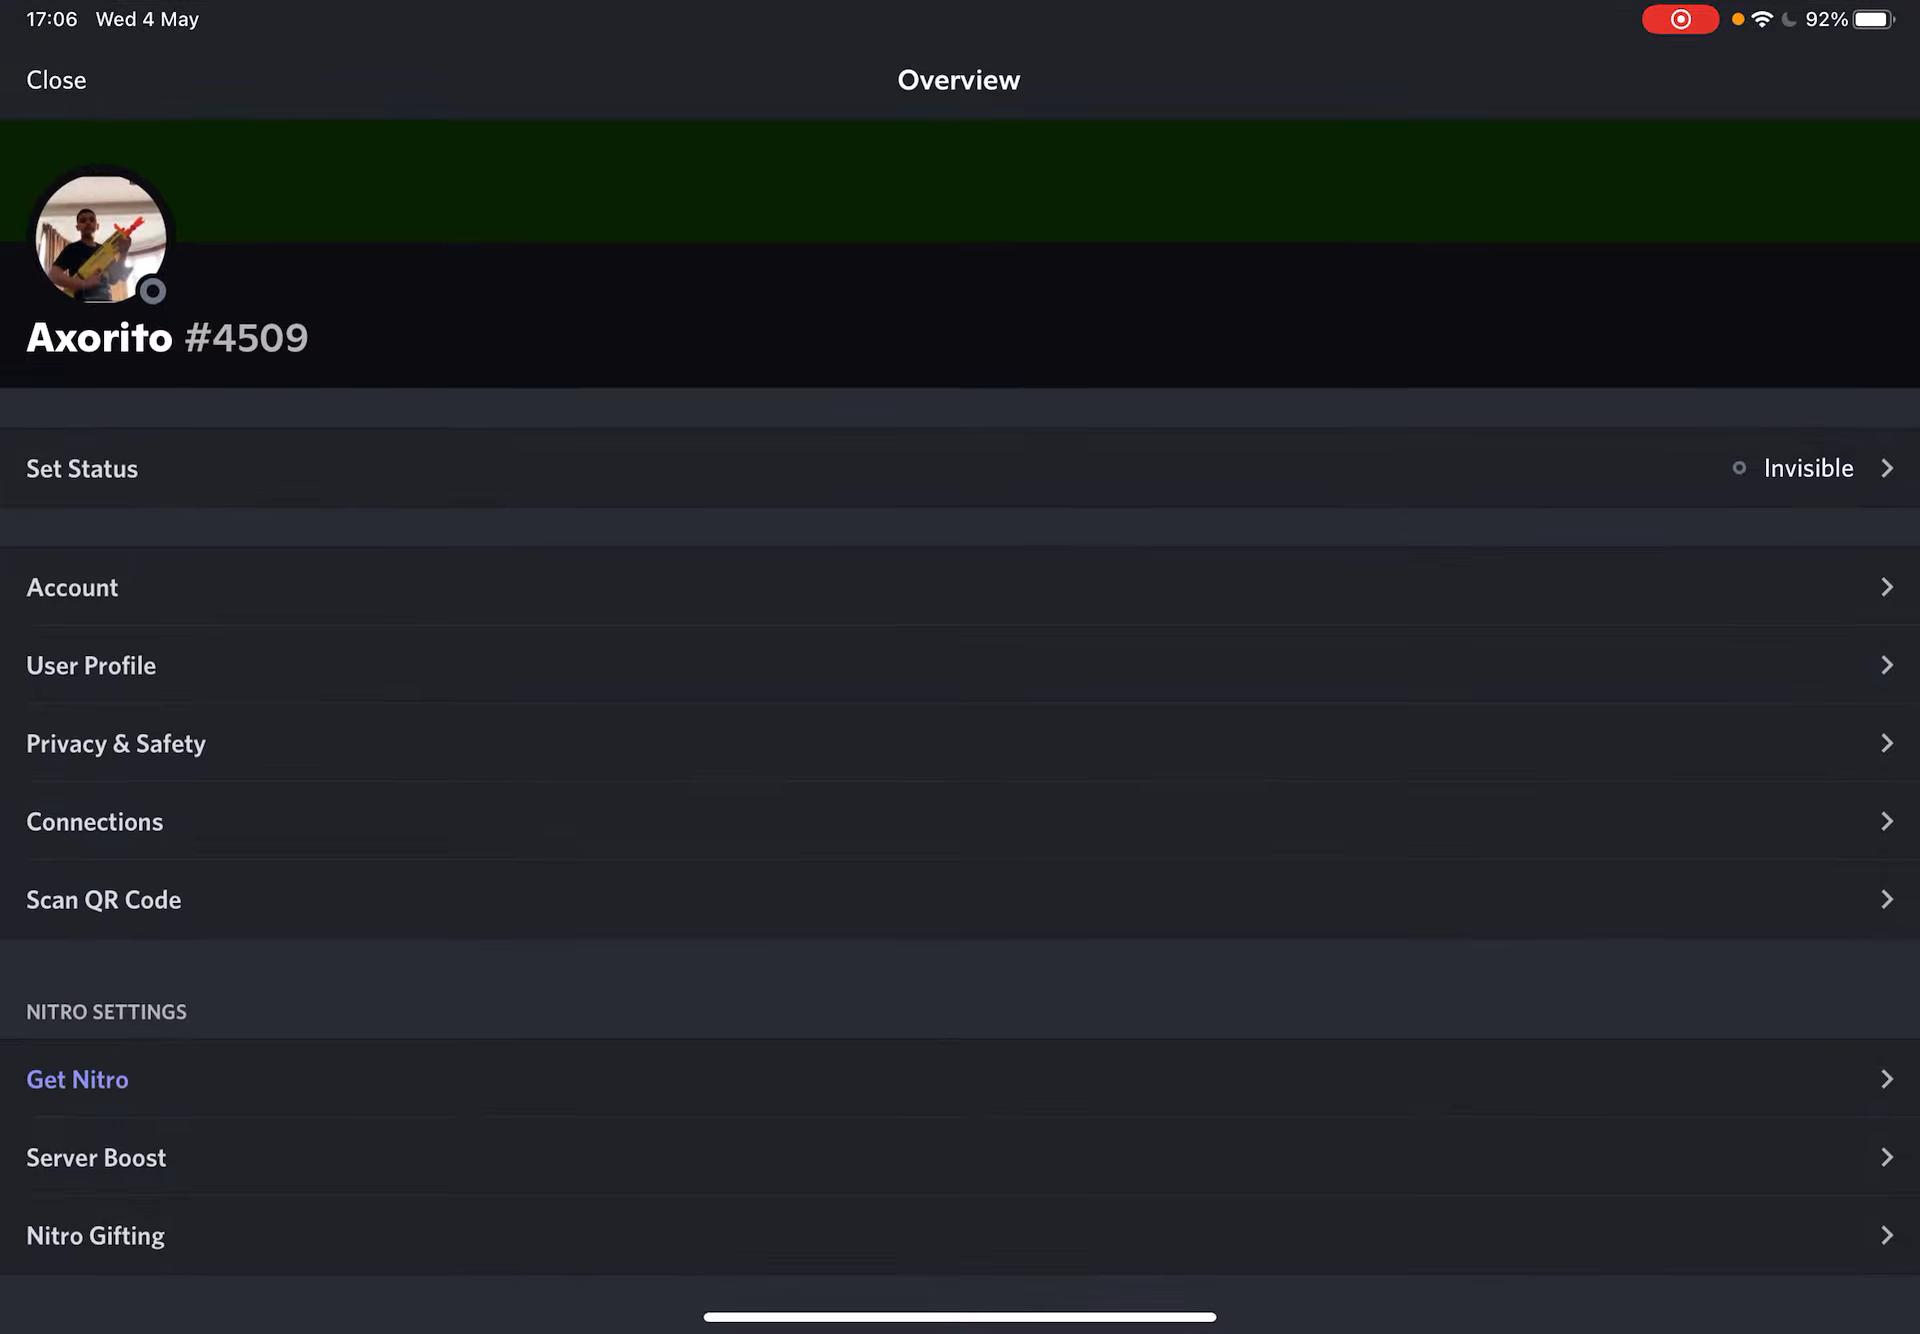 17:06 Wed 4 May 92%
Close Overview
Axorito #4509
Set Status Invisible
Account
User Profile
Privacy & Safety
Connections
Scan QR Code
NITRO SETTINGS
Get Nitro
Server Boost
Nitro Gifting